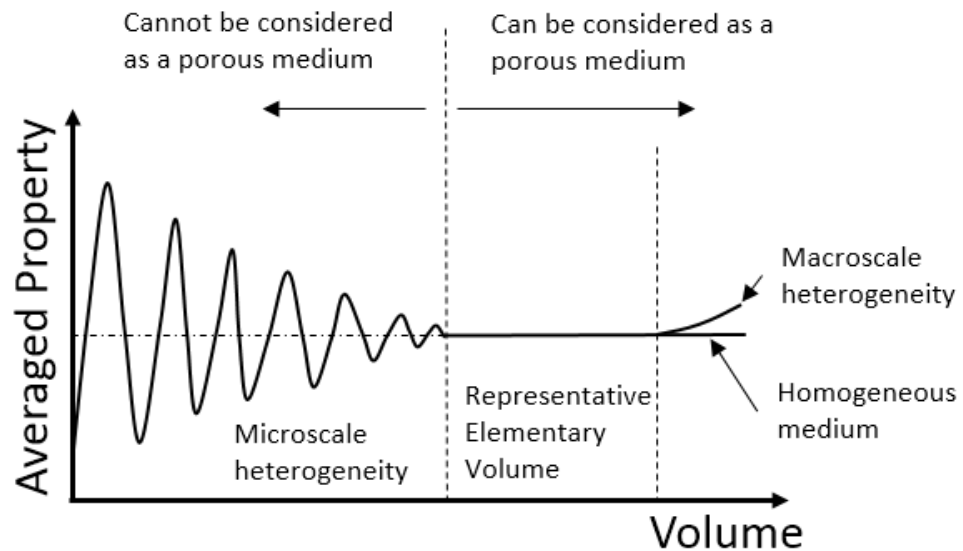 Cannot be considered
as a porous medium
Can be considered as a
porous medium
Averaged Property
Macroscale
heterogeneity
Homogeneous
medium
Representative
Elementary
Volume
Microscale
heterogeneity
Volume